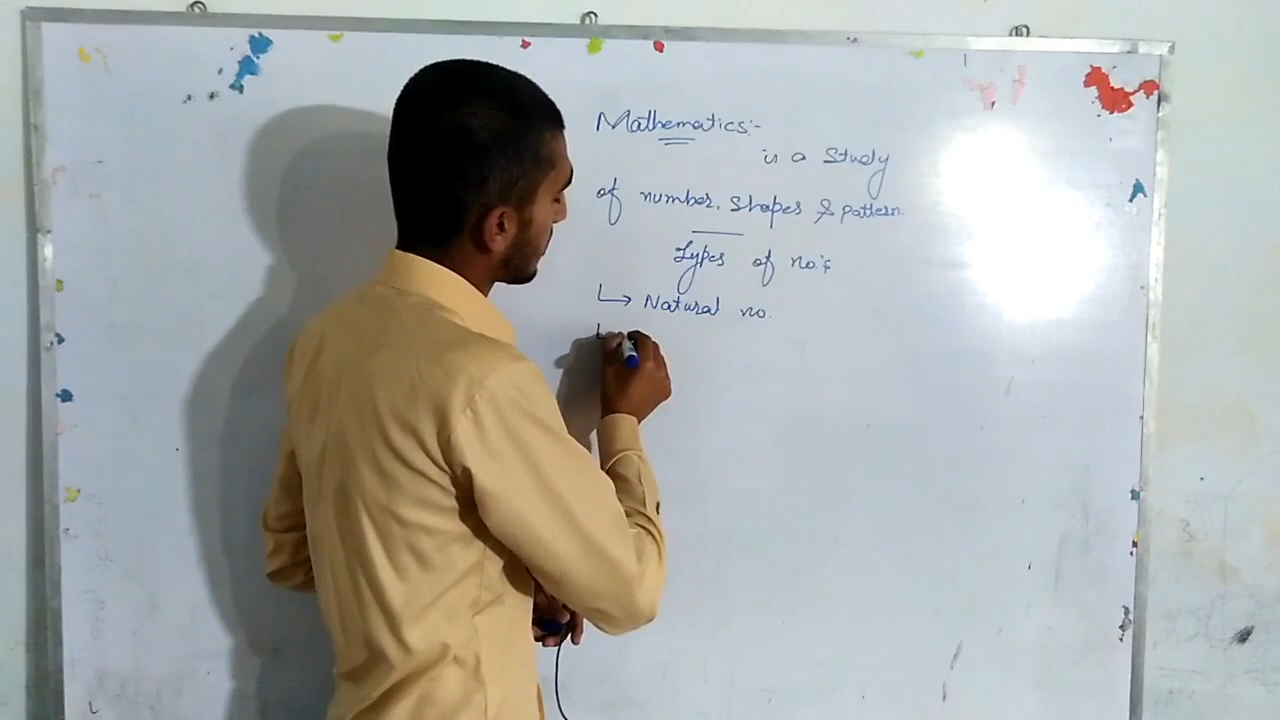 Mathematics:-
is a study
of number, shapes & pattern.
Types of no.'s
↳ Natural no.